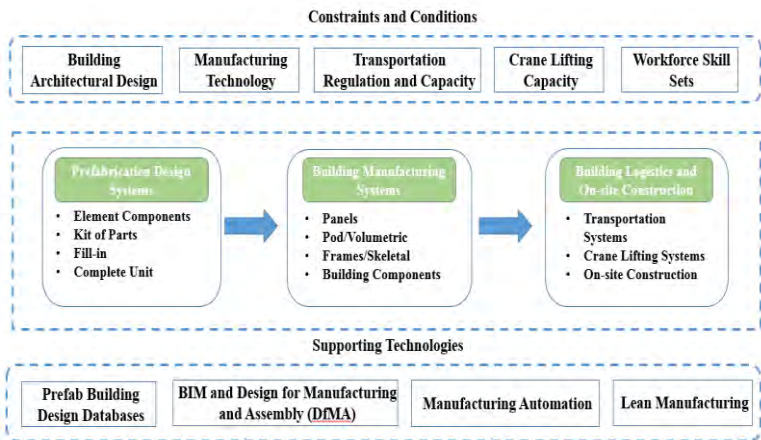 Constraints and Conditions
Building
Architectural Design
Manufacturing
Technology
Transportation
Regulation and Capacity
Crane Lifting
Capacity
Workforce Skill
Sets
Prefabrication Design
Systems
• Element Components
• Kit of Parts
• Fill-in
• Complete Unit
Building Manufacturing
Systems
• Panels
• Pod/Volumetric
• Frames/Skeletal
• Building Components
Building Logistics and
On-site Construction
• Transportation
Systems
• Crane Lifting Systems
• On-site Construction
Supporting Technologies
Prefab Building
Design Databases
BIM and Design for Manufacturing
and Assembly (DfMA)
Manufacturing Automation
Lean Manufacturing